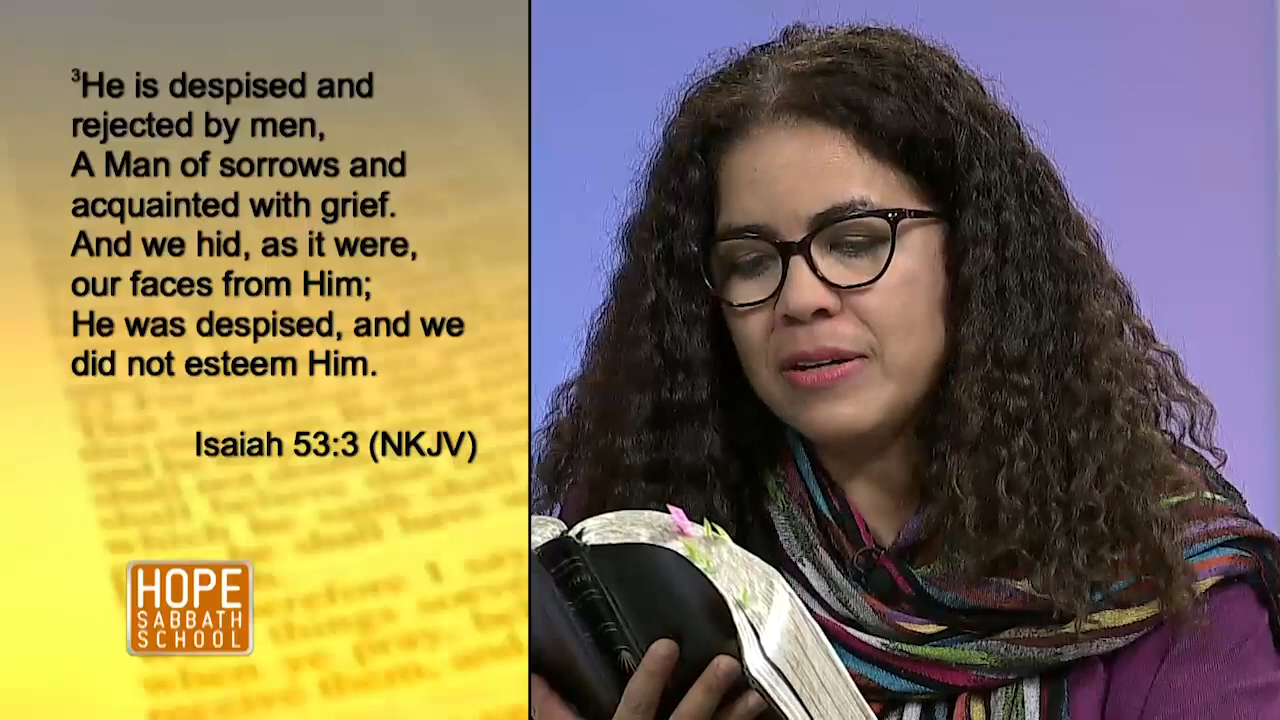 ³He is despised and
rejected by men,
A Man of sorrows and
acquainted with grief.
And we hid, as it were,
our faces from Him;
He was despised, and we
did not esteem Him.
Isaiah 53:3 (NKJV)
HOPE
SABBATH
SCHOOL